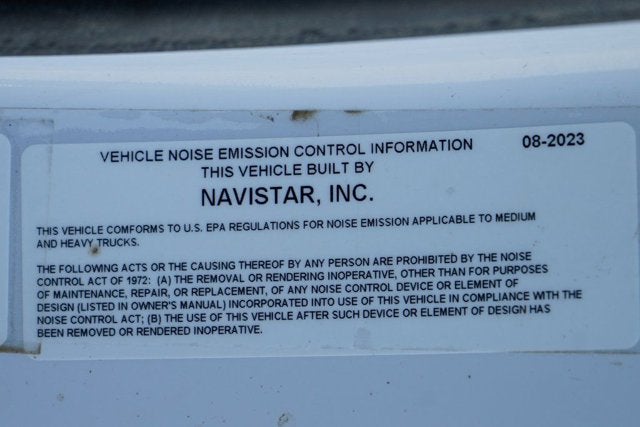 VEHICLE NOISE EMISSION CONTROL INFORMATION 08-2023
THIS VEHICLE BUILT BY
NAVISTAR, INC.
THIS VEHICLE COMFORMS TO U.S. EPA REGULATIONS FOR NOISE EMISSION APPLICABLE TO MEDIUM
AND HEAVY TRUCKS.
THE FOLLOWING ACTS OR THE CAUSING THEREOF BY ANY PERSON ARE PROHIBITED BY THE NOISE
CONTROL ACT OF 1972: (A) THE REMOVAL OR RENDERING INOPERATIVE, OTHER THAN FOR PURPOSES
OF MAINTENANCE, REPAIR, OR REPLACEMENT, OF ANY NOISE CONTROL DEVICE OR ELEMENT OF
DESIGN (LISTED IN OWNER'S MANUAL) INCORPORATED INTO USE OF THIS VEHICLE IN COMPLIANCE WITH THE
NOISE CONTROL ACT; (B) THE USE OF THIS VEHICLE AFTER SUCH DEVICE OR ELEMENT OF DESIGN HAS
BEEN REMOVED OR RENDERED INOPERATIVE.